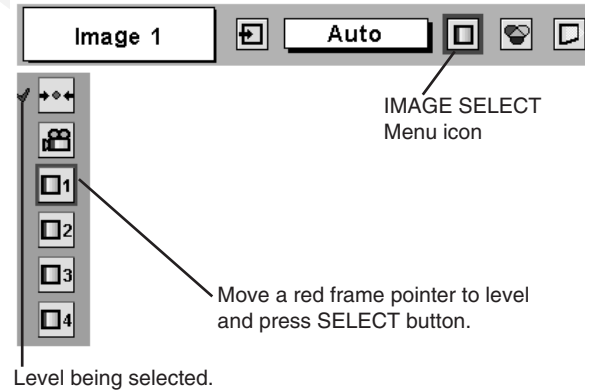 Image 1
Auto
IMAGE SELECT
Menu icon
1
2
3
4
Move a red frame pointer to level
and press SELECT button.
Level being selected.